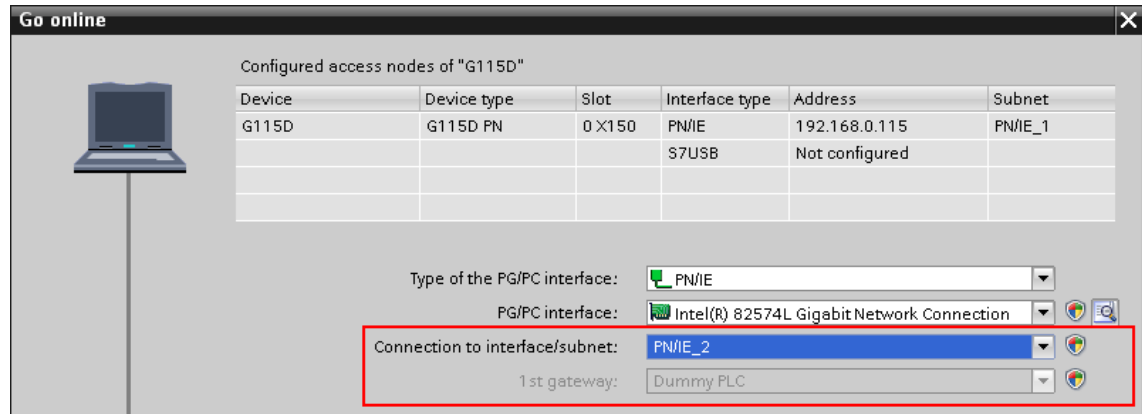 Go online
Configured access nodes of "G115D"
Device Device type Slot Interface type Address Subnet
G115D G115D PN 0 X150 PN/IE 192.168.0.115 PN/IE_1
S7USB Not configured
Type of the PG/PC interface: PN/IE
PG/PC interface: Intel(R) 82574L Gigabit Network Connection
Connection to interface/subnet: PN/IE_2
1st gateway: Dummy PLC